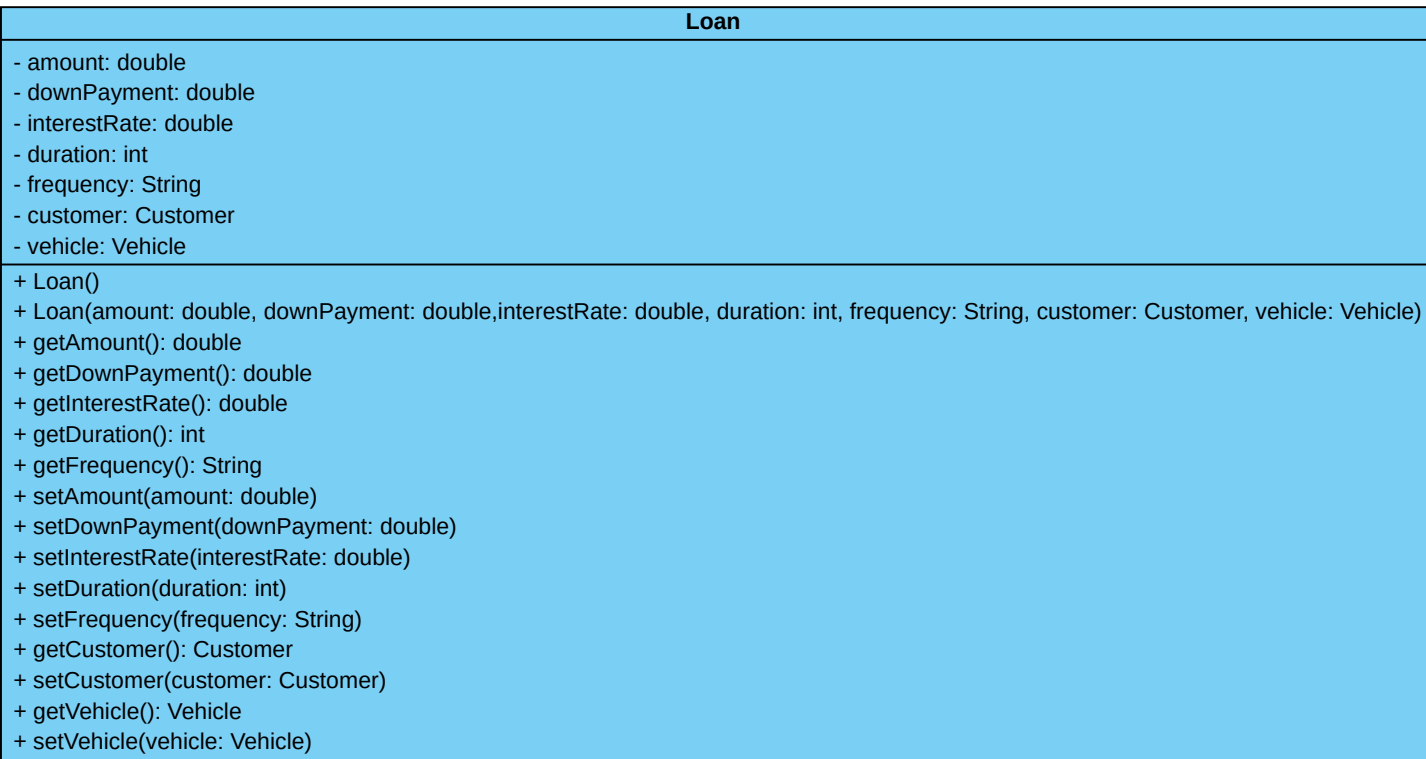 Loan
- amount: double
- downPayment: double
- interestRate: double
- duration: int
- frequency: String
- customer: Customer
- vehicle: Vehicle
+ Loan()
+ Loan(amount: double, downPayment: double,interestRate: double, duration: int, frequency: String, customer: Customer, vehicle: Vehicle)
+ getAmount(): double
+ getDownPayment(): double
+ getInterestRate(): double
+ getDuration(): int
+ getFrequency(): String
+ setAmount(amount: double)
+ setDownPayment(downPayment: double)
+ setInterestRate(interestRate: double)
+ setDuration(duration: int)
+ setFrequency(frequency: String)
+ getCustomer(): Customer
+ setCustomer(customer: Customer)
+ getVehicle(): Vehicle
+ setVehicle(vehicle: Vehicle)